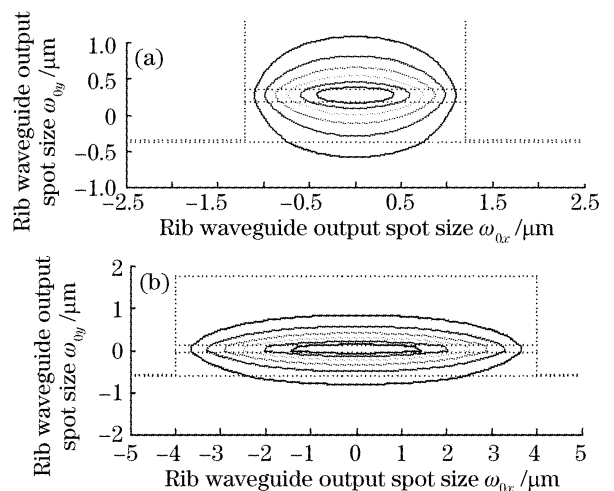 Rib waveguide output
spot size ω0y /μm
(a)
1.0
0.5
0
−0.5
−1.0
−2.5 −1.5 −0.5 0.5 1.5 2.5
Rib waveguide output spot size ω0x /μm
Rib waveguide output
spot size ω0y /μm
(b)
2
1
0
−1
−2
−5 −4 −3 −2 −1 0 1 2 3 4 5
Rib waveguide output spot size ω0x /μm